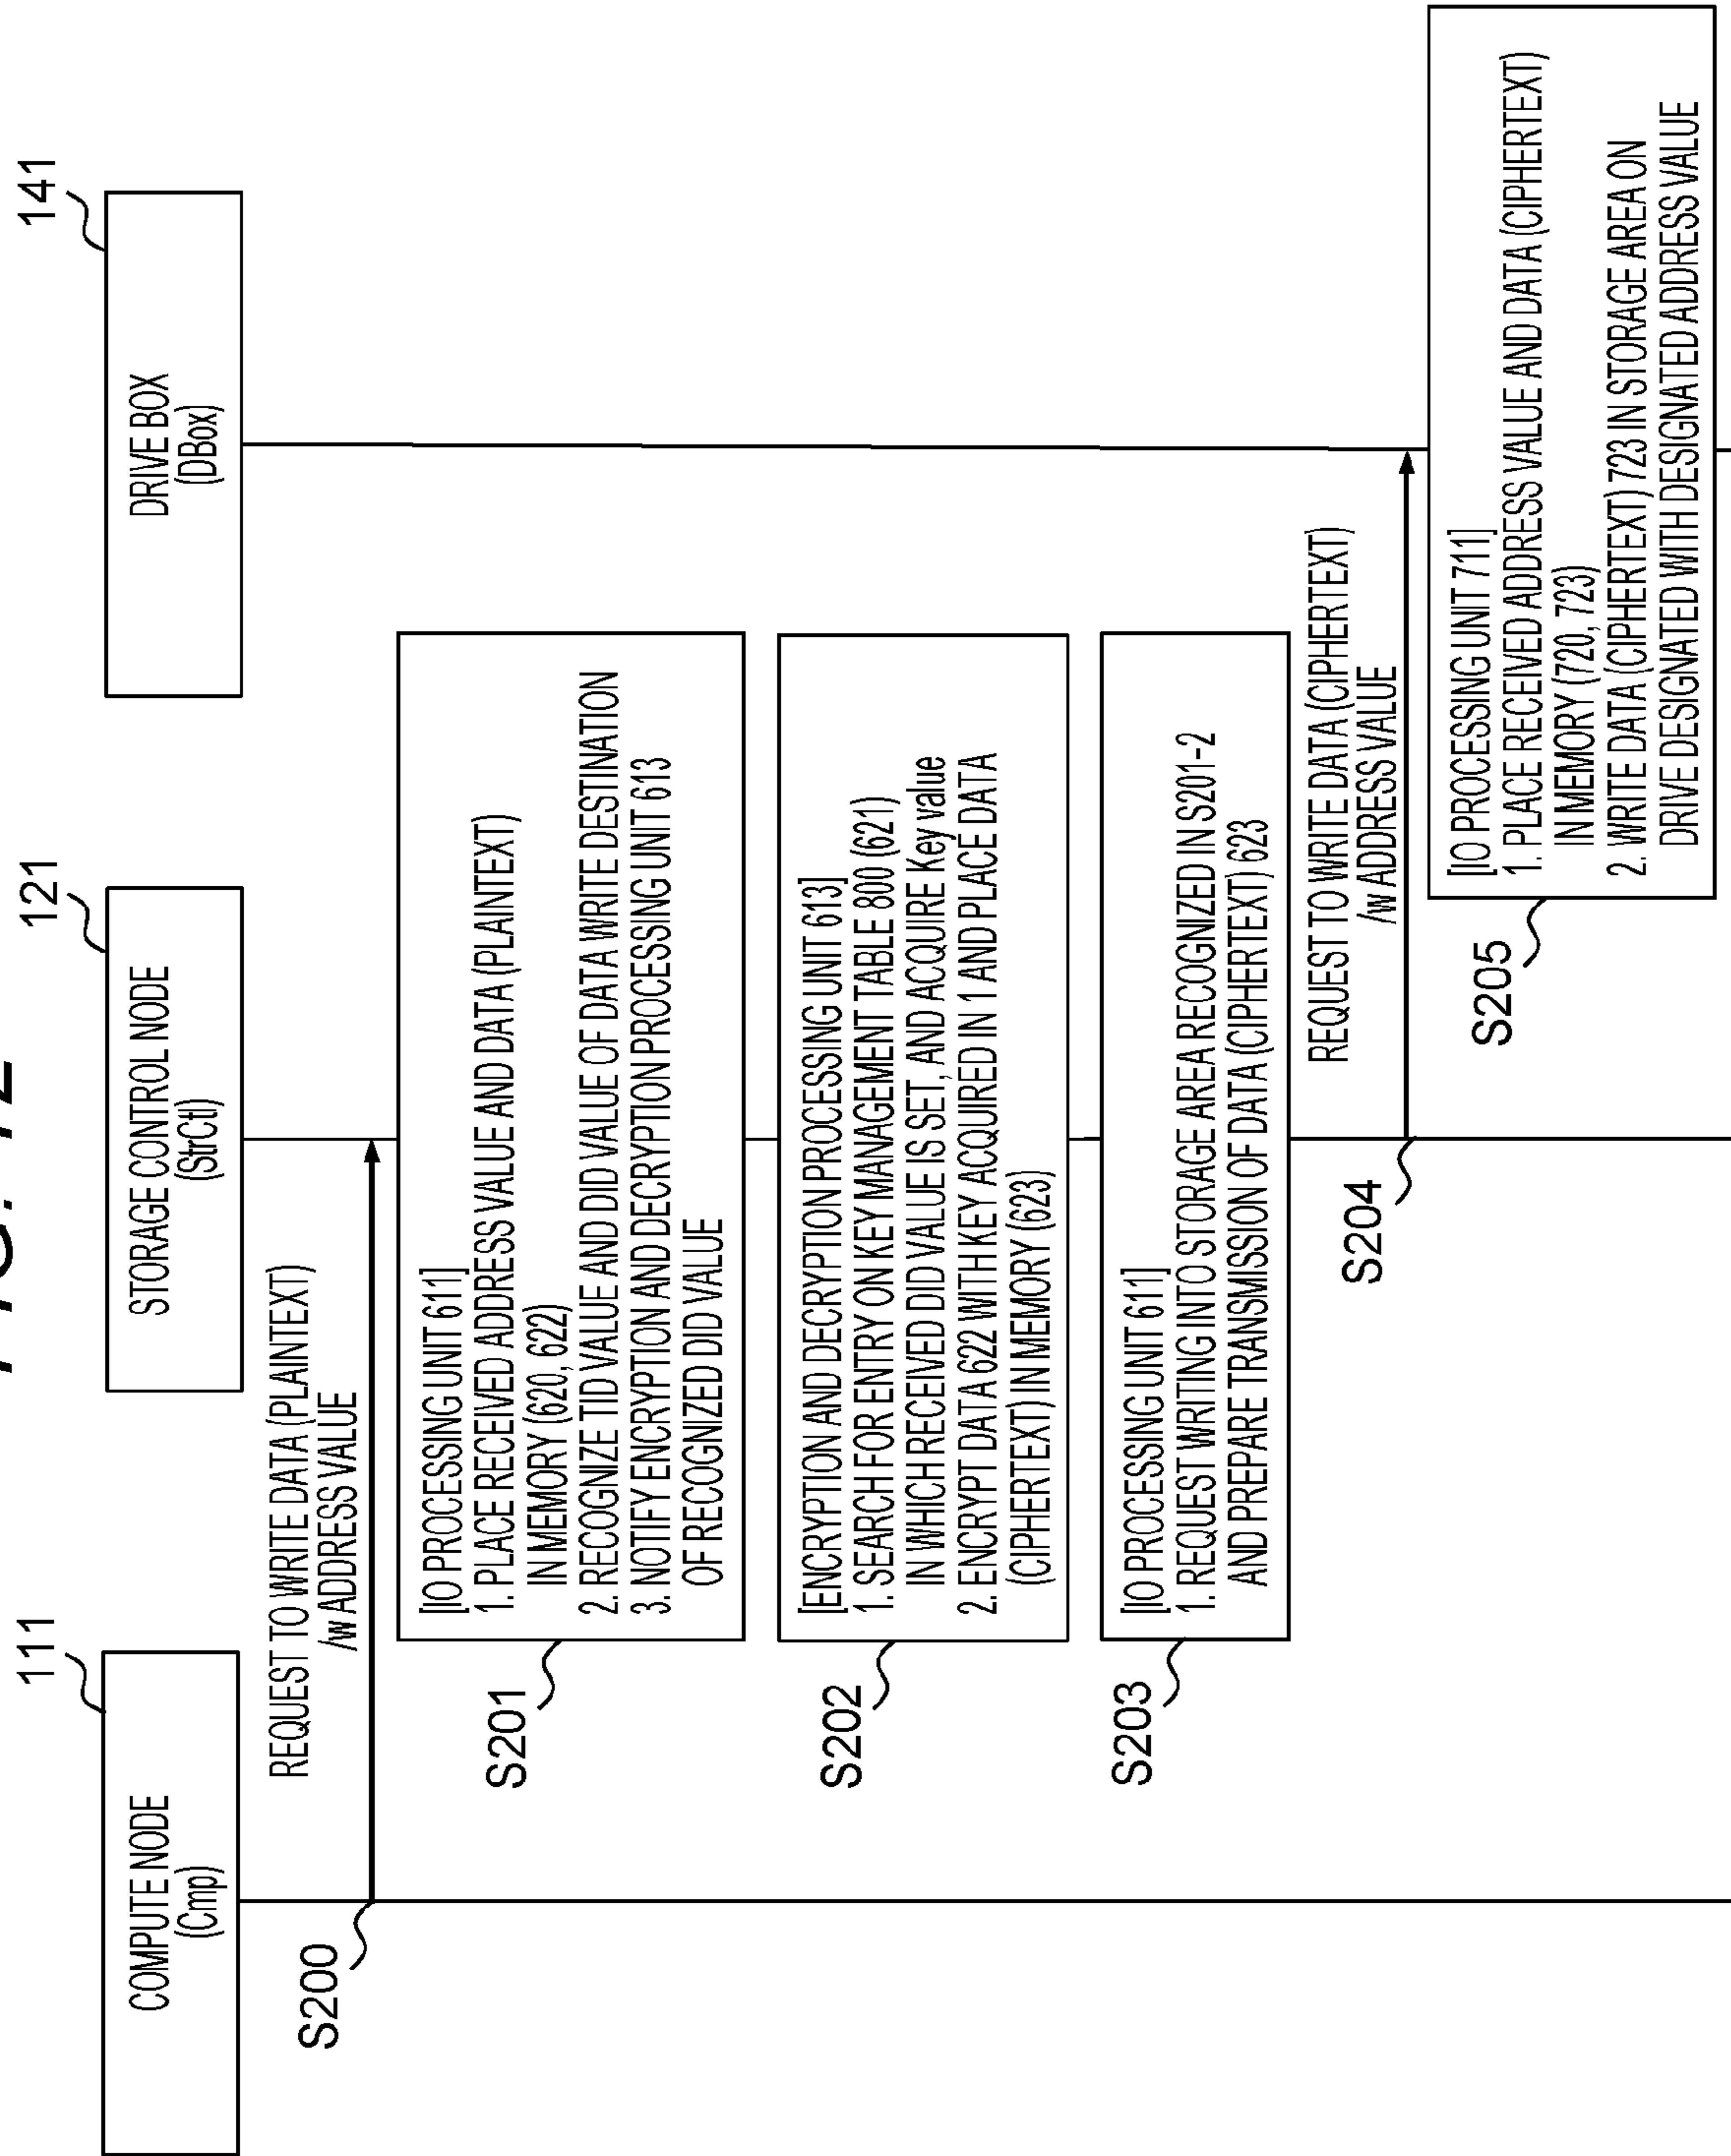 FIG. 12
111
COMPUTE NODE
(Cmp)
121
STORAGE CONTROL NODE
(StrCtl)
141
DRIVE BOX
(DBox)
REQUEST TO WRITE DATA (PLAINTEXT)
/w ADDRESS VALUE
S200
S201
[IO PROCESSING UNIT 611]
1. PLACE RECEIVED ADDRESS VALUE AND DATA (PLAINTEXT)
IN MEMORY (620, 622)
2. RECOGNIZE TID VALUE AND DID VALUE OF DATA WRITE DESTINATION
3. NOTIFY ENCRYPTION AND DECRYPTION PROCESSING UNIT 613
OF RECOGNIZED DID VALUE
S202
[ENCRYPTION AND DECRYPTION PROCESSING UNIT 613]
1. SEARCH FOR ENTRY ON KEY MANAGEMENT TABLE 800 (621)
IN WHICH RECEIVED DID VALUE IS SET, AND ACQUIRE Key value
2. ENCRYPT DATA 622 WITH KEY ACQUIRED IN 1 AND PLACE DATA
(CIPHERTEXT) IN MEMORY (623)
S203
[IO PROCESSING UNIT 611]
1. REQUEST WRITING INTO STORAGE AREA RECOGNIZED IN S201-2
AND PREPARE TRANSMISSION OF DATA (CIPHERTEXT) 623
REQUEST TO WRITE DATA (CIPHERTEXT)
/w ADDRESS VALUE
S204
S205
[IO PROCESSING UNIT 711]
1. PLACE RECEIVED ADDRESS VALUE AND DATA (CIPHERTEXT)
IN MEMORY (720, 723)
2. WRITE DATA (CIPHERTEXT) 723 IN STORAGE AREA ON
DRIVE DESIGNATED WITH DESIGNATED ADDRESS VALUE